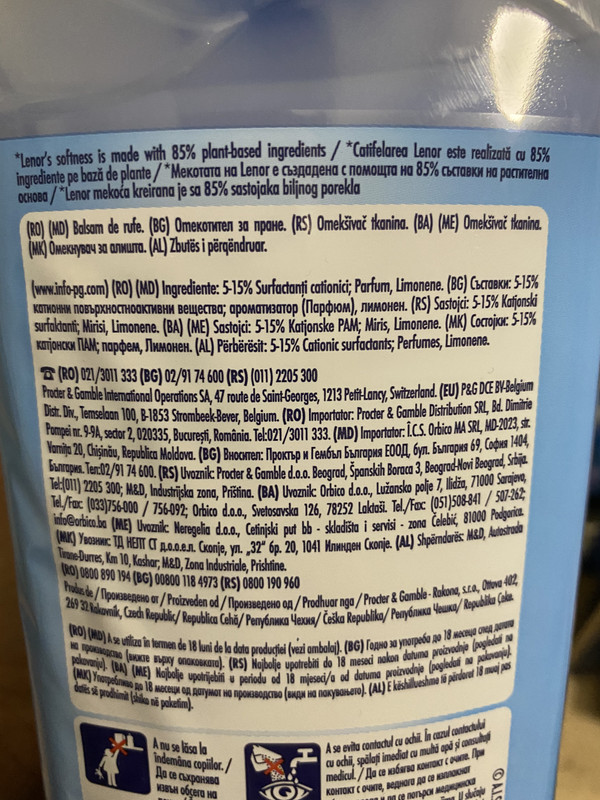 *Lenor's softness is made with 85% plant-based ingredients / *Catifelarea Lenor este realizată cu 85%
ingrediente pe bază de plante / *Мекотата на Lenor е създадена с помощта на 85% съставки на растителна
основа / *Lenor mekoća kreirana je sa 85% sastojaka biljnog porekla
(RO) (MD) Balsam de rufe. (BG) Омекотител за пране. (RS) Omekšivač tkanina. (BA) (ME) Omekšivač tkanina.
(MK) Омекнувач за алишта. (AL) Zbutës i përqëndruar.
(www.info-pg.com) (RO) (MD) Ingrediente: 5-15% Surfactanți cationici; Parfum, Limonene. (BG) Съставки: 5-15%
катионни повърхностноактивни вещества; ароматизатор (Парфюм), лимонен. (RS) Sastojci: 5-15% Katjonski
surfaktanti; Mirisi, Limonene. (BA) (ME) Sastojci: 5-15% Katjonske PAM; Miris, Limonene. (MK) Состојки: 5-15%
катјонски ПАМ; парфем, Лимонен. (AL) Përbërësit: 5-15% Cationic surfactants; Perfumes, Limonene.
☎ (RO) 021/3011 333 (BG) 02/91 74 600 (RS) (011) 2205 300
Procter & Gamble International Operations SA, 47 route de Saint-Georges, 1213 Petit-Lancy, Switzerland. (EU) P&G DCE BV-Belgium
Distr. Div., Temselaan 100, B-1853 Strombeek-Bever, Belgium. (RO) Importator: Procter & Gamble Distribution SRL, Bd. Dimitrie
Pompei nr. 9-9A, sector 2, 020335, București, România. Tel:021/3011 333. (MD) Importator: Î.C.S. Orbico MA SRL, MD-2023, str.
Varnița 20, Chișinău, Republica Moldova. (BG) Вносител: Проктър и Гембъл България ЕООД, бул. България 69, София 1404,
България. Тел:02/91 74 600. (RS) Uvoznik: Procter & Gamble d.o.o. Beograd, Španskih Boraca 3, Beograd-Novi Beograd, Srbija.
Tel:(011) 2205 300; M&D, Industrijska zona, Priština. (BA) Uvoznik: Orbico d.o.o., Lužansko polje 7, Ilidža, 71000 Sarajevo,
Tel./Fax: (033)756-000 / 756-092; Orbico d.o.o., Svetosavska 126, 78252 Laktaši. Tel./Fax: (051)508-841 / 507-262;
info@orbico.ba (ME) Uvoznik: Neregelia d.o.o., Cetinjski put bb - skladišta i servisi - zona Čelebić, 81000 Podgorica.
(MK) Увозник: ТД НЕПТ СТ д.о.о.е.л. Скопје, ул. „32“ бр. 20, 1041 Илинден Скопје. (AL) Shpërndarës: M&D, Autostrada
Tirane-Durres, Km 10, Kashar; M&D, Zona Industriale, Prishtine.
(RO) 0800 890 194 (BG) 00800 118 4973 (RS) 0800 190 960
Produs de / Произведено от / Proizveden od / Произведено од / Prodhuar nga / Procter & Gamble - Rakona, s.r.o., Ottova 402,
269 32 Rakovník, Czech Republic/ Republica Cehă/ Република Чехия/ Češka Republika/ Република Чешка/ Republika Çeke.
(RO) (MD) A se utiliza în termen de 18 luni de la data producției (vezi ambalaj). (BG) Годно за употреба до 18 месеца след датата
на производство (вижте върху опаковката). (RS) Najbolje upotrebiti do 18 meseci nakon datuma proizvodnje (pogledati na
pakovanju). (BA) (ME) Najbolje upotrijebiti u periodu od 18 mjeseci/a od datuma proizvodnje (pogledati na pakovanju).
(MK) Употребливо до 18 месеци од датумот на производство (види на пакувањето). (AL) E këshillueshme të përdoret 18 muaj pas
datës së prodhimit (shiko në paketim).
A nu se lăsa la
îndemâna copiilor. /
Да се съхранява
извън обсега на
A se evita contactul cu ochii. În cazul contactului
cu ochii, spălați imediat cu multă apă și consultați
medicul. / Да се избягва контакт с очите. При
контакт с очите, веднага да се изплакнат